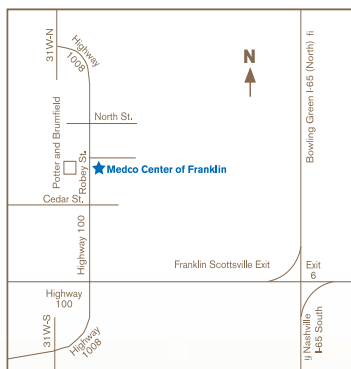 31W-N
Highway
1008
N
Bowling Green I-65 (North) fi
North St.
Potter and Brumfield
Robey St.
Medco Center of Franklin
Cedar St.
Highway 100
Franklin Scottsville Exit
Exit
6
Highway
100
31W-S
Highway
1008
Nashville
I-65 South